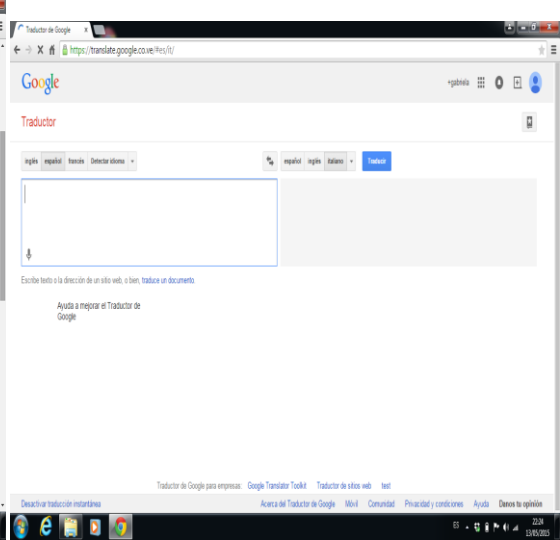 Traductor de Google x
https://translate.google.co.ve/#es/it/
Google
+gabriela
Traductor
inglés español francés Detectar idioma
español inglés italiano Traducir
Escribe texto o la dirección de un sitio web, o bien, traduce un documento.
Ayuda a mejorar el Traductor de
Google
Traductor de Google para empresas: Google Translator Toolkit Traductor de sitios web test
Desactivar traducción instantánea Acerca del Traductor de Google Móvil Comunidad Privacidad y condiciones Ayuda Danos tu opinión
ES 22:24
13/05/2015